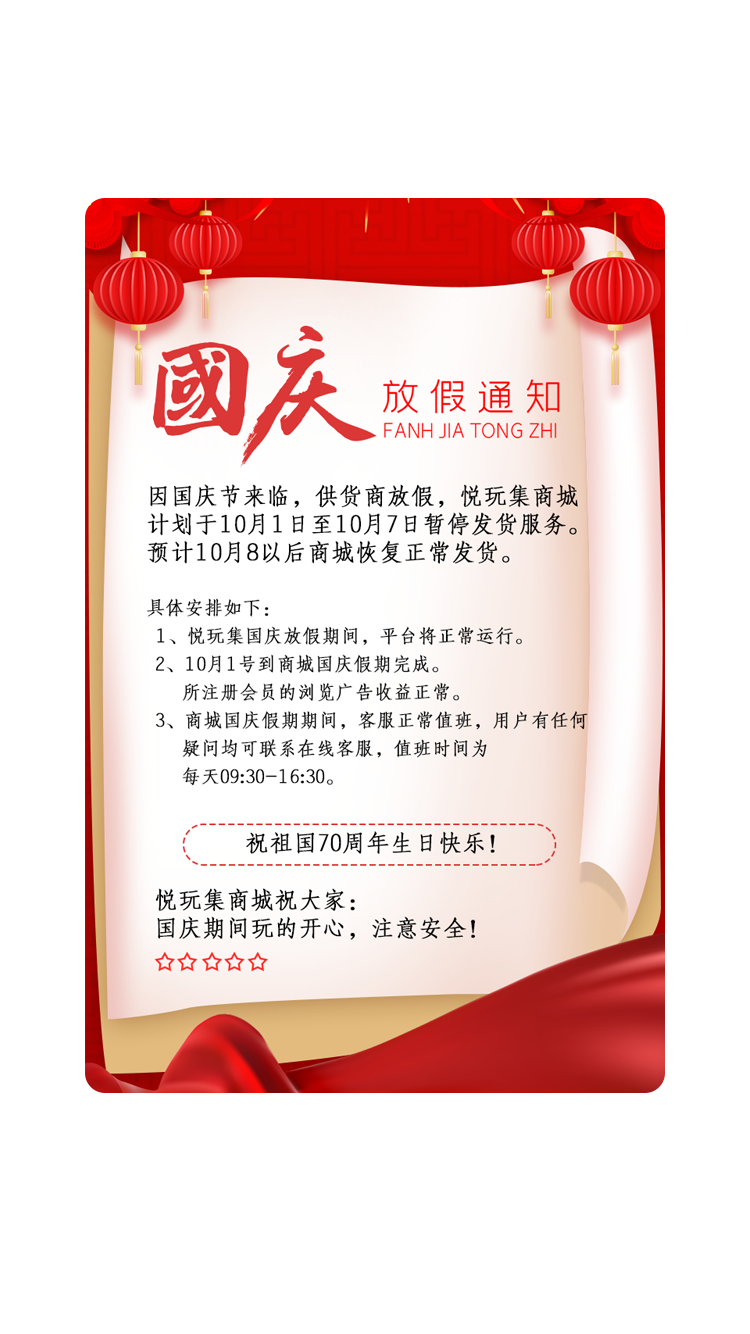 國庆
放假通知
FANH JIA TONG ZHI
因国庆节来临，供货商放假，悦玩集商城
计划于10月1日至10月7日暂停发货服务。
预计10月8以后商城恢复正常发货。
具体安排如下：
1、悦玩集国庆放假期间，平台将正常运行。
2、10月1号到商城国庆假期完成。
所注册会员的浏览广告收益正常。
3、商城国庆假期期间，客服正常值班，用户有任何
疑问均可联系在线客服，值班时间为
每天09:30-16:30。
祝祖国70周年生日快乐！
悦玩集商城祝大家：
国庆期间玩的开心，注意安全！